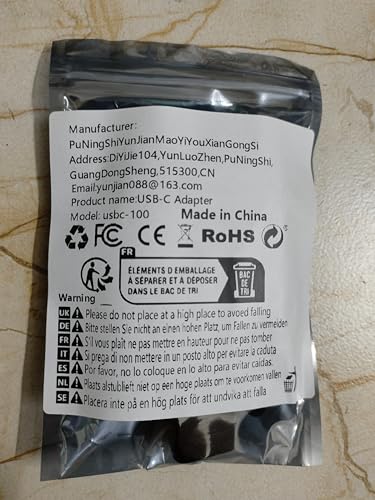 Manufacturer:
PuNingShiYunJianMaoYiYouXianGongSi
Address:DiYiJie104,YunLuoZhen,PuNingShi,
GuangDongSheng,515300,CN
Email:yunjian088@163.com
Product name:USB-C Adapter
Model: usbc-100 Made in China
FC CE RoHS
FR
ÉLÉMENTS D'EMBALLAGE
À SÉPARER ET À DÉPOSER
DANS LE BAC DE TRI
BAC
DE
TRI
Warning
UK Please do not place at a high place to avoed falling
DE Bitte stellen Sie nicht an einen hohen Platz, um Fallen zu vermeiden
FR S'il vous plaît ne pas mettre en hauteur pour ne pas tomber
IT Si prega di non mettere in un posto alto per evitare la caduta
ES Por favor, no lo coloque en lo alto para evitar caídas.
NL Plaats alstublieft niet op een hoge plaats om te voorkomen vallen
SE Placera inte på en hög plats för att undvika att falla